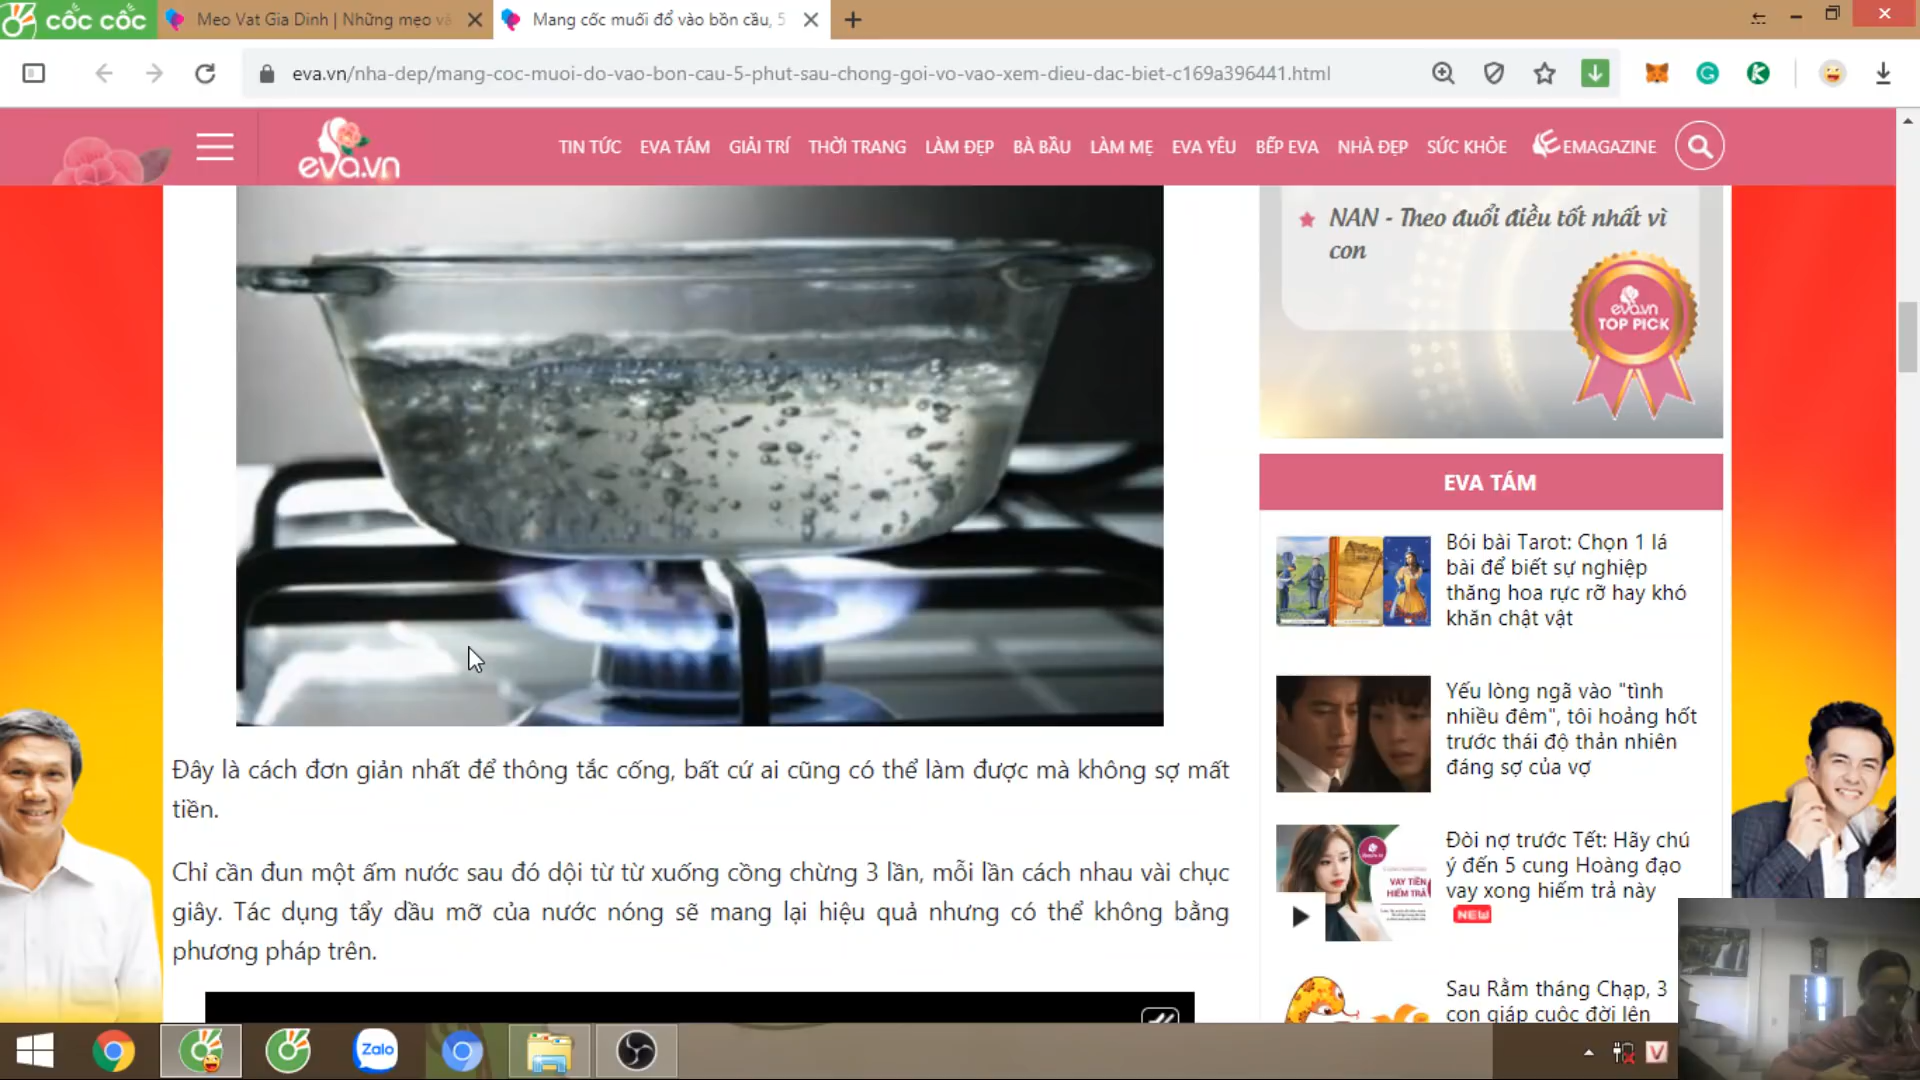 cốc cốc
Meo Vat Gia Dinh | Những mẹo vặ
Mang cốc muối đổ vào bồn cầu, 5
eva.vn/nha-dep/mang-coc-muoi-do-vao-bon-cau-5-phut-sau-chong-goi-vo-vao-xem-dieu-dac-biet-c169a396441.html
eva.vn
TIN TỨC EVA TÁM GIẢI TRÍ THỜI TRANG LÀM ĐẸP BÀ BẦU LÀM MẸ EVA YÊU BẾP EVA NHÀ ĐẸP SỨC KHỎE EMAGAZINE
NAN - Theo đuổi điều tốt nhất vì
con
eva.vn
TOP PICK
EVA TÁM
Bói bài Tarot: Chọn 1 lá
bài để biết sự nghiệp
thăng hoa rực rỡ hay khó
khăn chật vật
Yếu lòng ngã vào "tình
nhiều đêm", tôi hoảng hốt
trước thái độ thản nhiên
đáng sợ của vợ
VAY TIỀN
HIẾM TRẢ
Đòi nợ trước Tết: Hãy chú
ý đến 5 cung Hoàng đạo
vay xong hiếm trả này
NEW
Sau Rằm tháng Chạp, 3
con giáp cuộc đời lên
Đây là cách đơn giản nhất để thông tắc cống, bất cứ ai cũng có thể làm được mà không sợ mất
tiền.
Chỉ cần đun một ấm nước sau đó dội từ từ xuống cồng chừng 3 lần, mỗi lần cách nhau vài chục
giây. Tác dụng tẩy dầu mỡ của nước nóng sẽ mang lại hiệu quả nhưng có thể không bằng
phương pháp trên.
Zalo
V